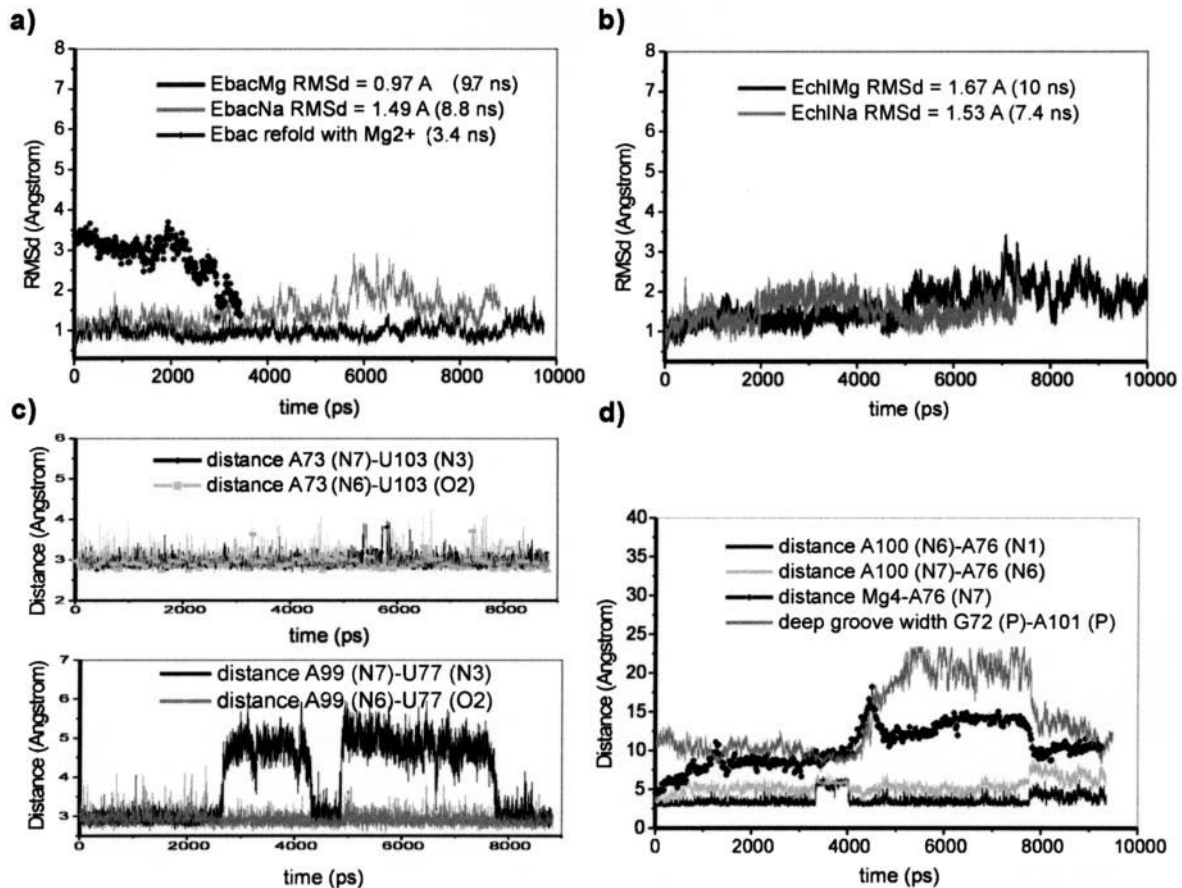 a)
8
7
6
5
4
3
2
1
RMSd (Angstrom)
EbacMg RMSd = 0.97 A (9.7 ns)
EbacNa RMSd = 1.49 A (8.8 ns)
Ebac refold with Mg2+ (3.4 ns)
0 2000 4000 6000 8000 10000
time (ps)
b)
8
7
6
5
4
3
2
1
RMSd (Angstrom)
EchlMg RMSd = 1.67 A (10 ns)
EchlNa RMSd = 1.53 A (7.4 ns)
0 2000 4000 6000 8000 10000
time (ps)
c)
6
5
4
3
2
Distance (Angstrom)
distance A73 (N7)-U103 (N3)
distance A73 (N6)-U103 (O2)
0 2000 4000 6000 8000
time (ps)
7
6
5
4
3
Distance (Angstrom)
distance A99 (N7)-U77 (N3)
distance A99 (N6)-U77 (O2)
0 2000 4000 6000 8000
time (ps)
d)
40
35
30
25
20
15
10
5
0
Distance (Angstrom)
distance A100 (N6)-A76 (N1)
distance A100 (N7)-A76 (N6)
distance Mg4-A76 (N7)
deep groove width G72 (P)-A101 (P)
0 2000 4000 6000 8000 10000
time (ps)